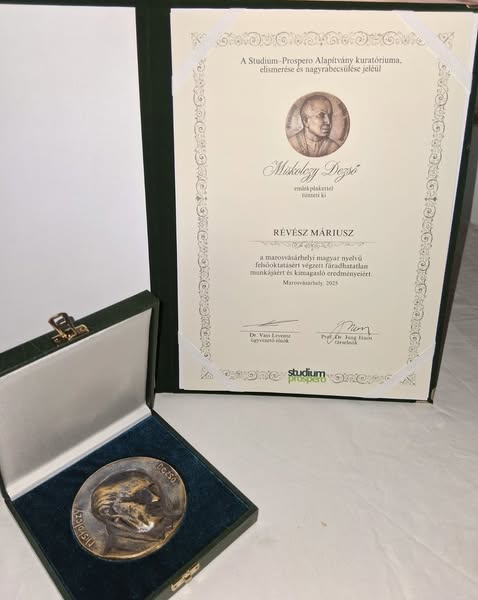 A Studium–Prospero Alapítvány kuratóriuma,
elismerése és nagyrabecsülése jeléül
Miskolczy Dezső
emlékplakettel
tünteti ki
RÉVÉSZ MÁRIUSZ
a marosvásárhelyi magyar nyelvű
felsőoktatásért végzett fáradhatatlan
munkájáért és kimagasló eredményeiért.
Marosvásárhely, 2025
Dr. Vass Levente
ügyvezető elnök
Prof. Dr. Jung János
társelnök
studium
prospero
MISKOLCZY
DEZSŐ